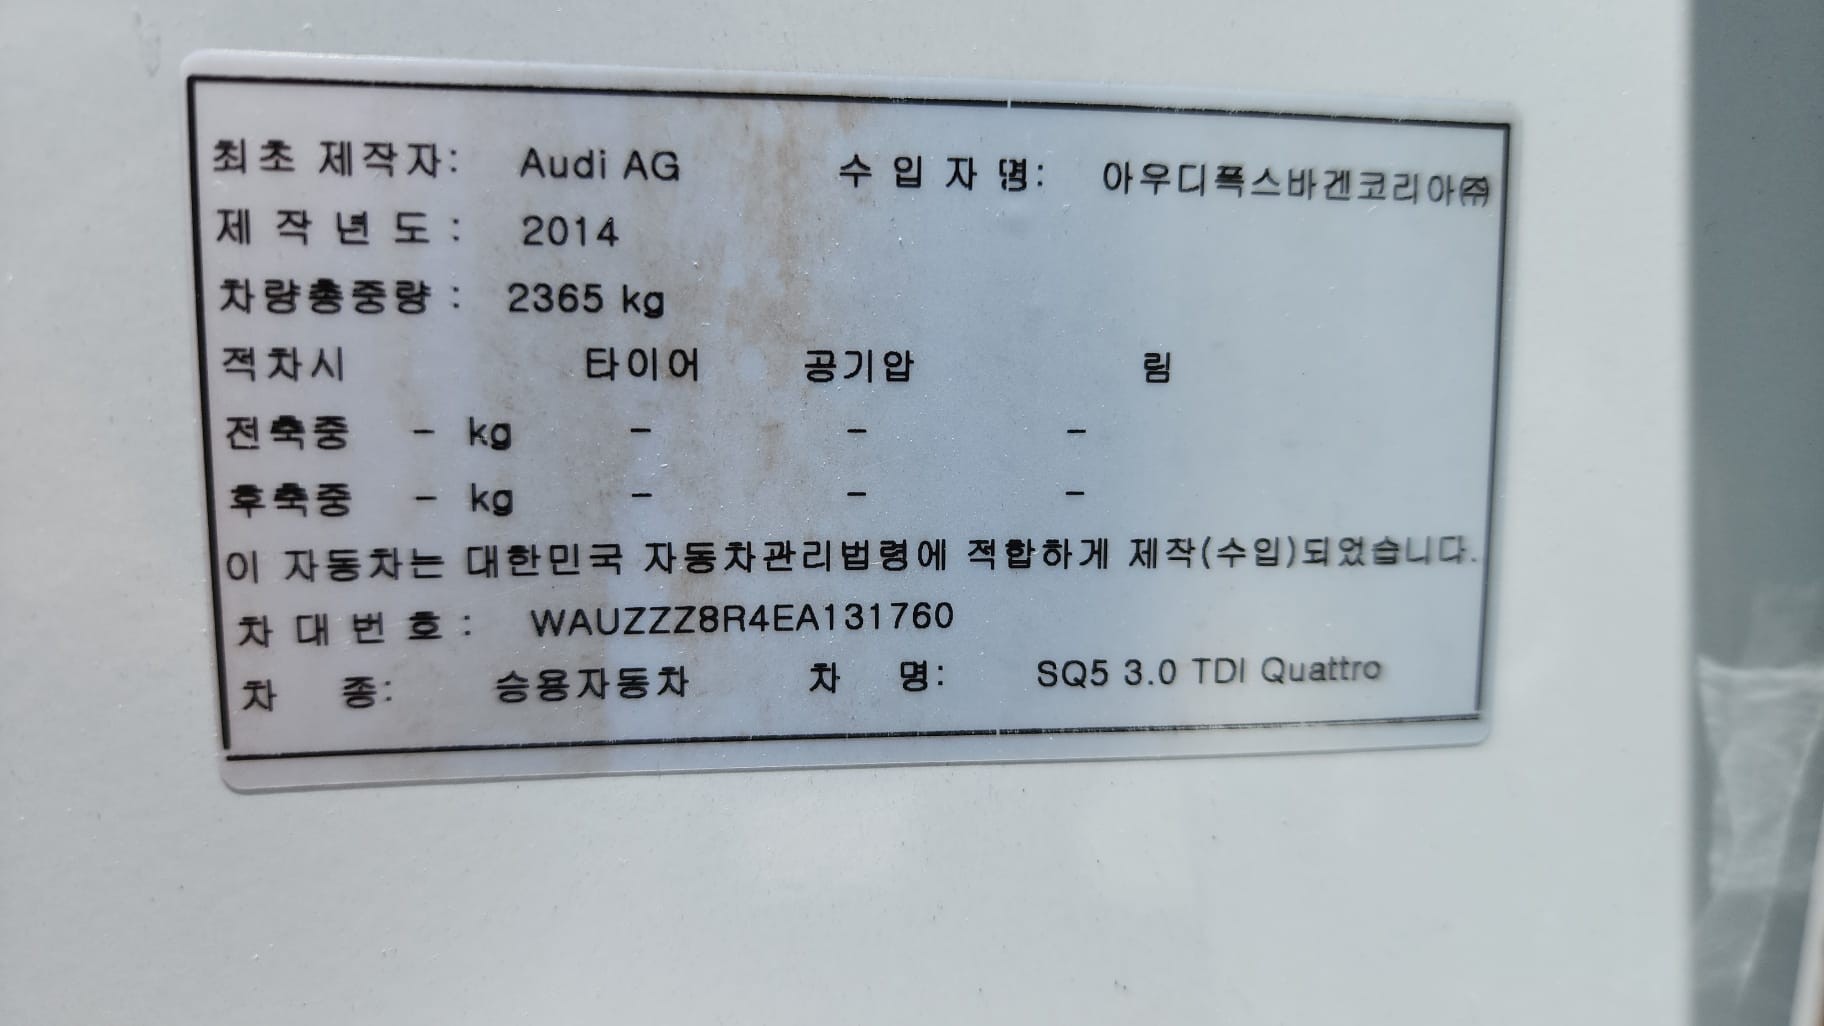 최초 제작자: Audi AG 수 입 자 명: 아우디폭스바겐코리아㈜
제 작 년 도 : 2014
차량총중량 : 2365 kg
적차시 타이어 공기압 림
전축중 - kg - - -
후축중 - kg - - -
이 자동차는 대한민국 자동차관리법령에 적합하게 제작(수입)되었습니다.
차 대 번 호 : WAUZZZ8R4EA131760
차 종: 승용자동차 차 명: SQ5 3.0 TDI Quattro